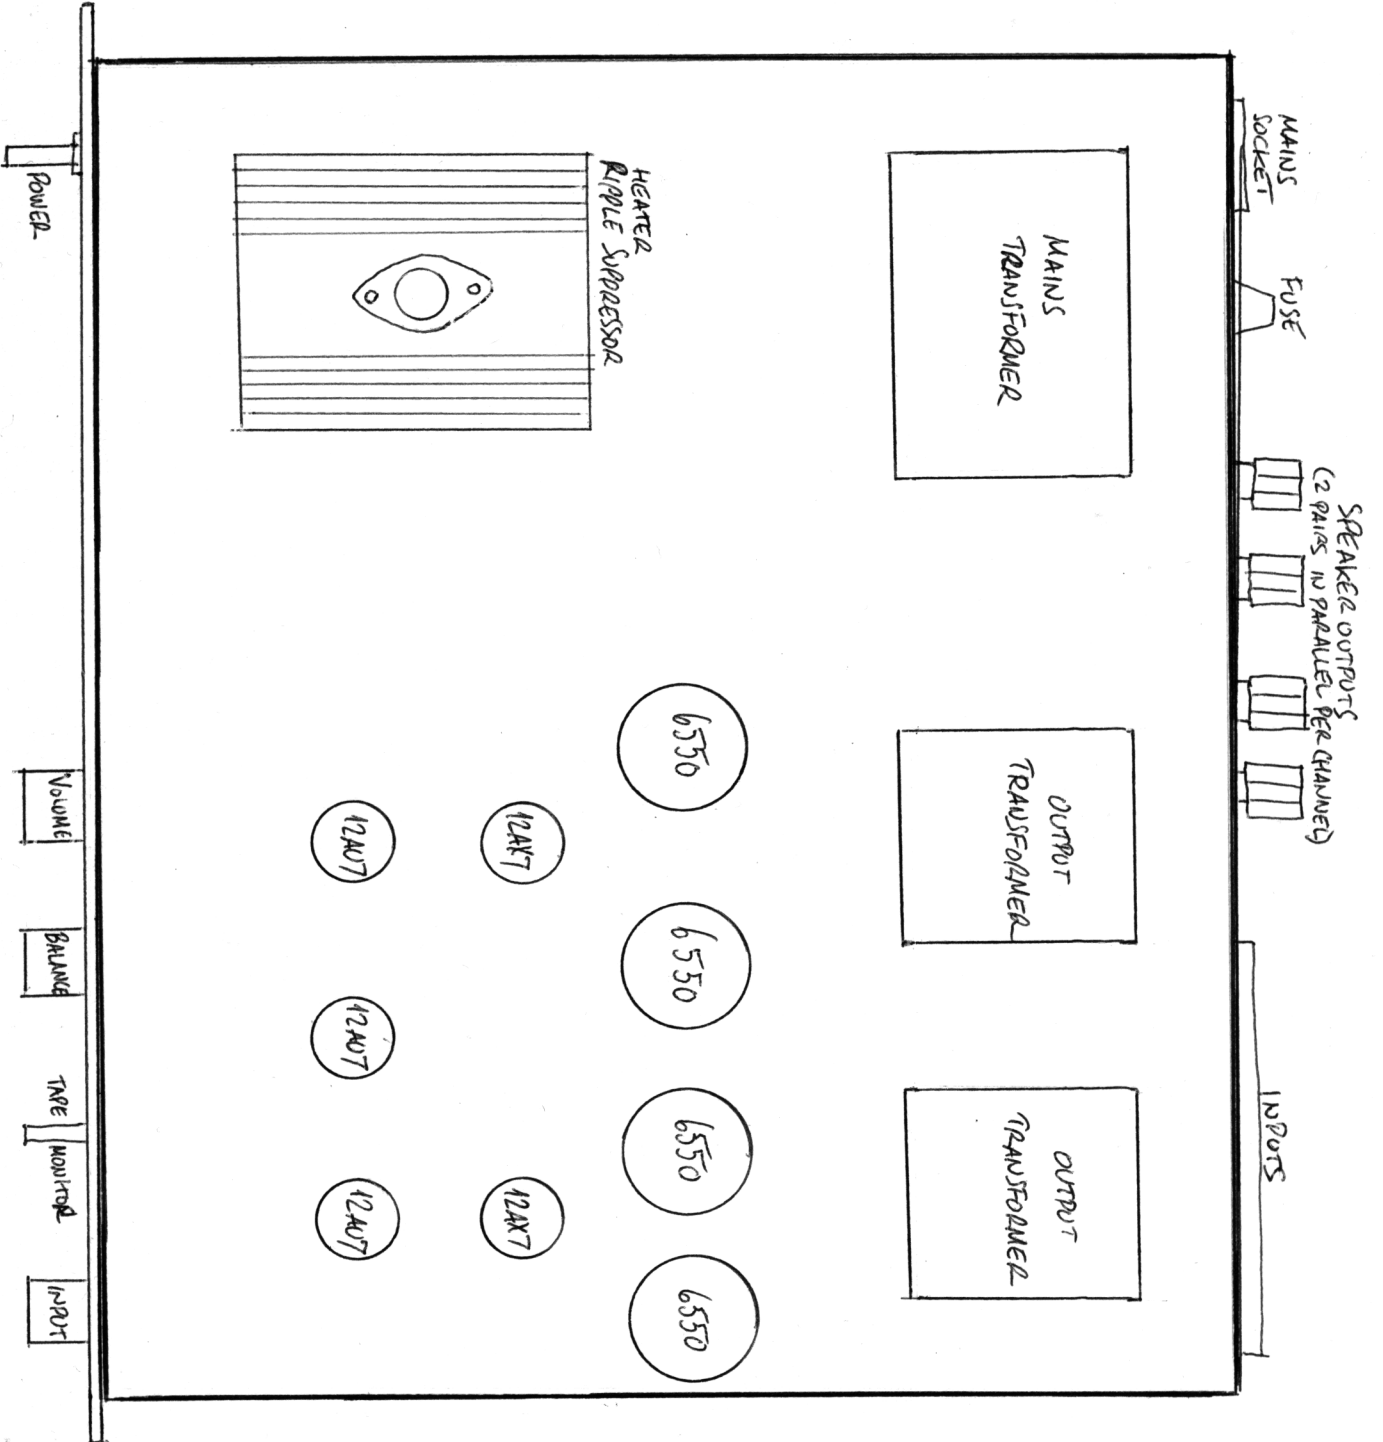 MAINS
SOCKET
FUSE
SPEAKER OUTPUTS
(2 PAIRS IN PARALLEL PER CHANNEL)
INPUTS
MAINS
TRANSFORMER
OUTPUT
TRANSFORMER
OUTPUT
TRANSFORMER
HEATER
RIPPLE SUPPRESSOR
6550
6550
6550
6550
12AX7
12AX7
12AU7
12AU7
12AU7
POWER
VOLUME
BALANCE
TAPE MONITOR
INPUT